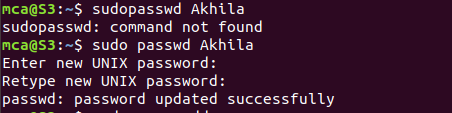 mca@S3:~$ sudopasswd Akhila
sudopasswd: command not found
mca@S3:~$ sudo passwd Akhila
Enter new UNIX password:
Retype new UNIX password:
passwd: password updated successfully